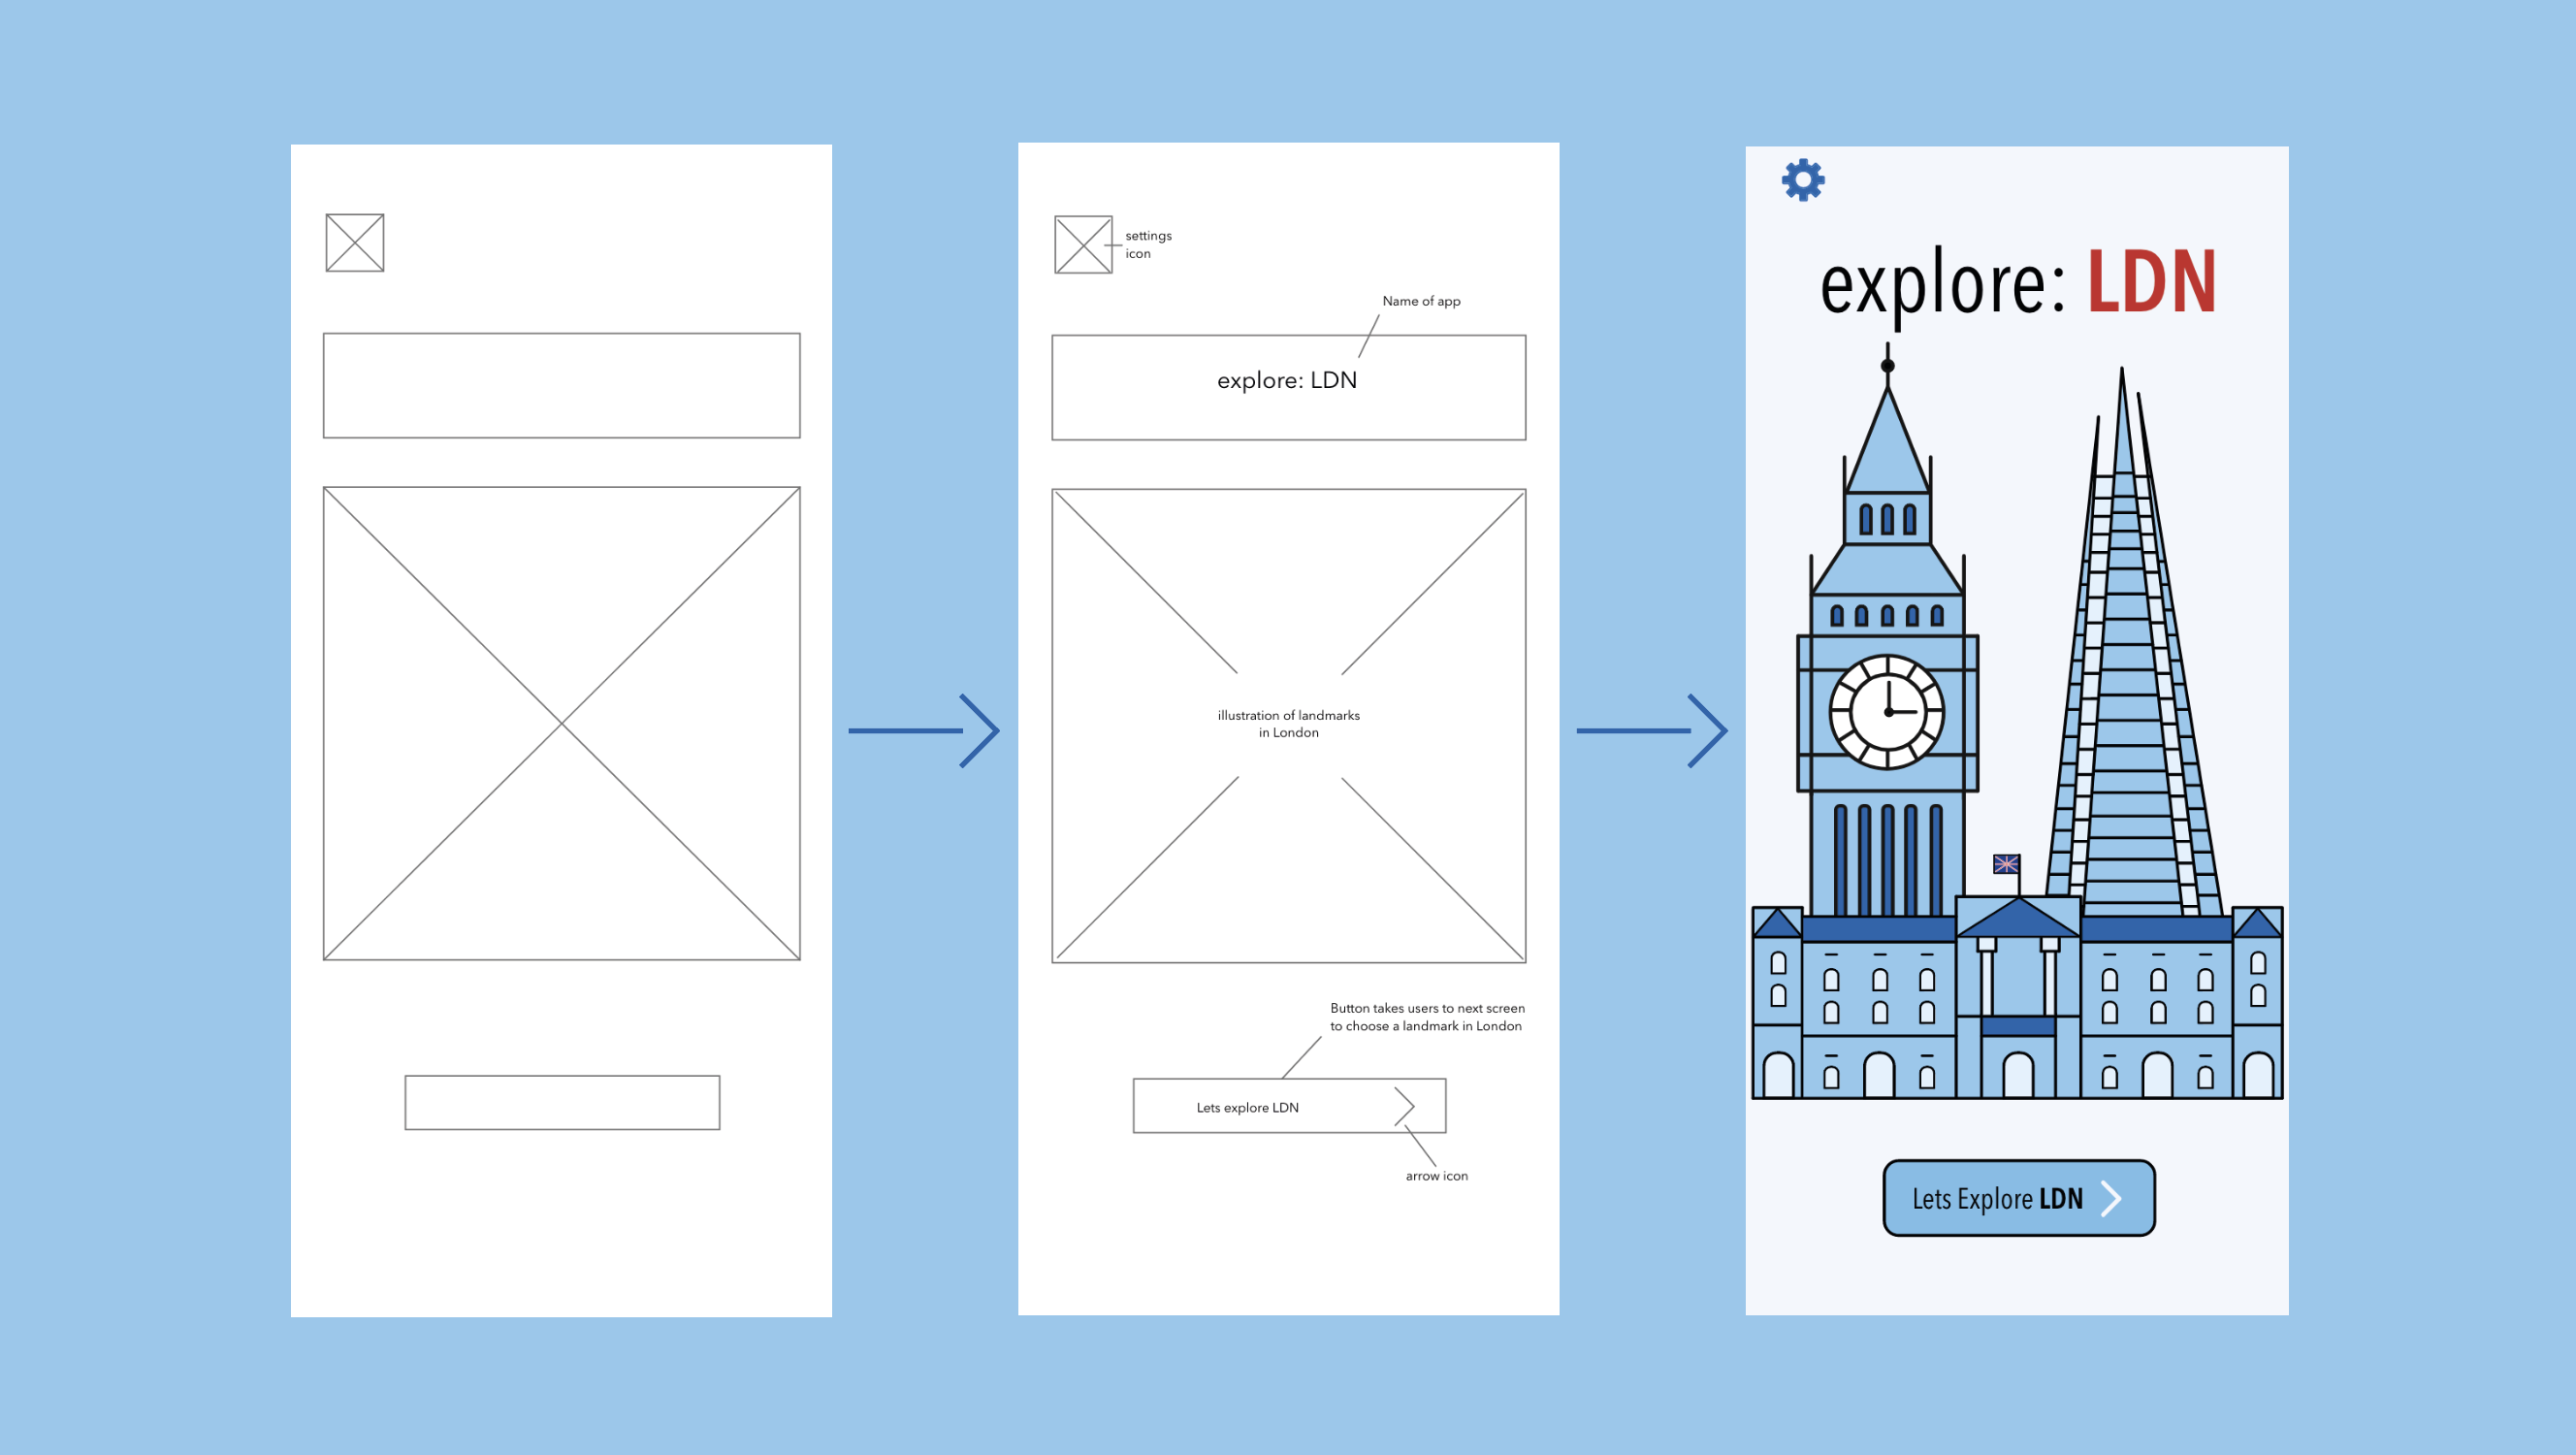 settings
icon
Name of app
explore: LDN
illustration of landmarks
in London
Button takes users to next screen
to choose a landmark in London
Lets explore LDN
arrow icon
explore: LDN
Lets Explore LDN